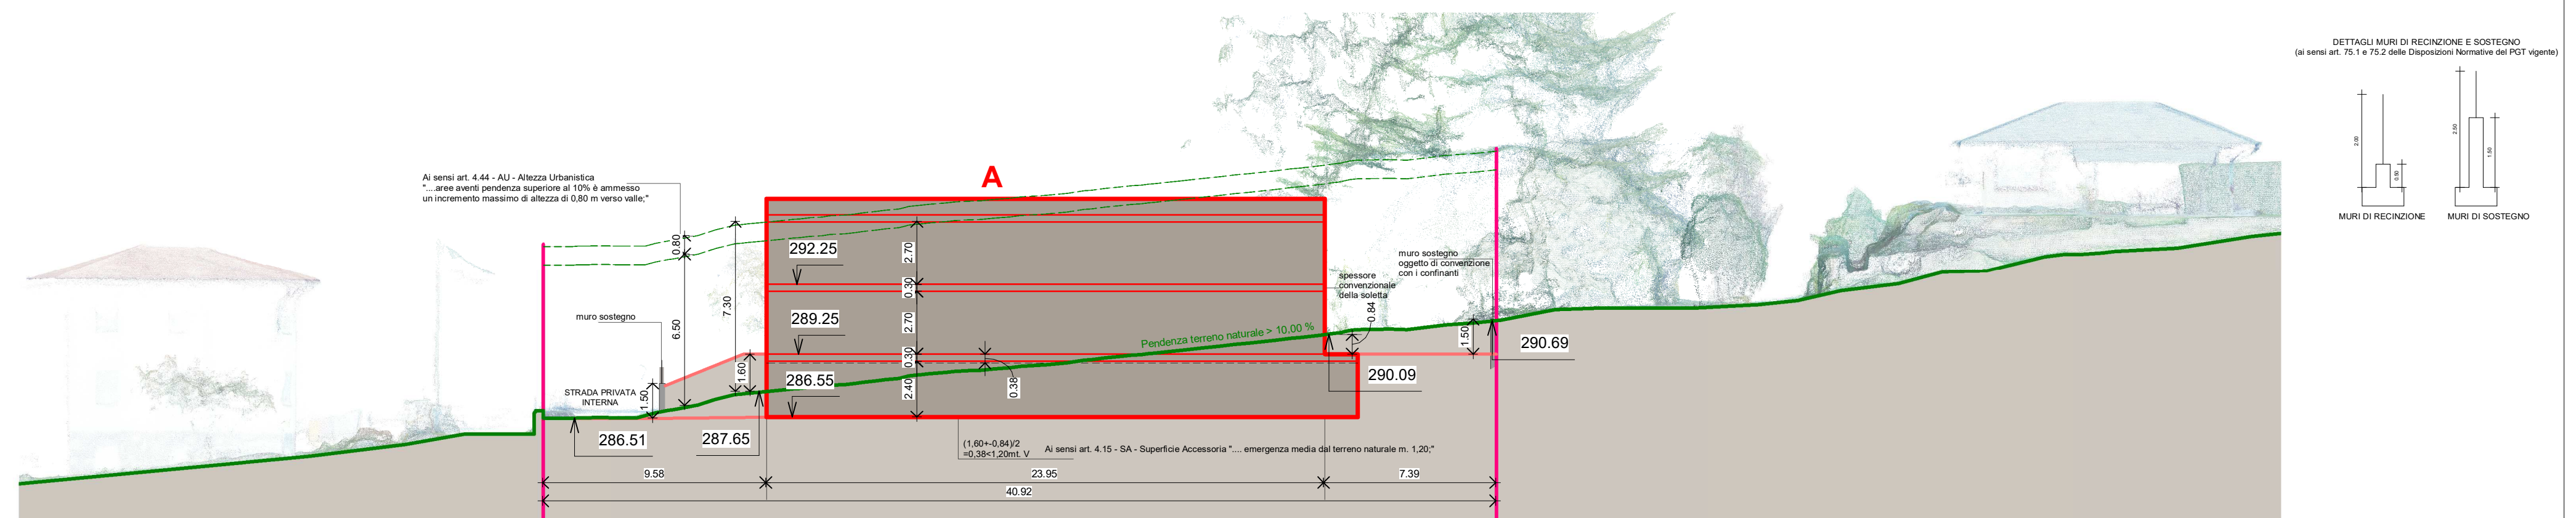 DETTAGLI MURI DI RECINZIONE E SOSTEGNO
(ai sensi art. 75.1 e 75.2 delle Disposizioni Normative del PGT vigente)
2.00
0.50
2.50
1.50
MURI DI RECINZIONE
MURI DI SOSTEGNO
A
Ai sensi art. 4.44 - AU - Altezza Urbanistica
"....aree aventi pendenza superiore al 10% è ammesso
un incremento massimo di altezza di 0,80 m verso valle;"
0.80
6.50
7.30
292.25
2.70
0.30
289.25
2.70
0.30
286.55
2.40
0.38
1.60
muro sostegno
STRADA PRIVATA
INTERNA
1.50
286.51
287.65
Pendenza terreno naturale > 10,00 %
spessore
convenzionale
della soletta
0.84
muro sostegno
oggetto di convenzione
con i confinanti
1.50
290.69
290.09
(1,60+-0,84)/2
=0,38<1,20mt. V
Ai sensi art. 4.15 - SA - Superficie Accessoria ".... emergenza media dal terreno naturale m. 1,20;"
9.58
23.95
7.39
40.92